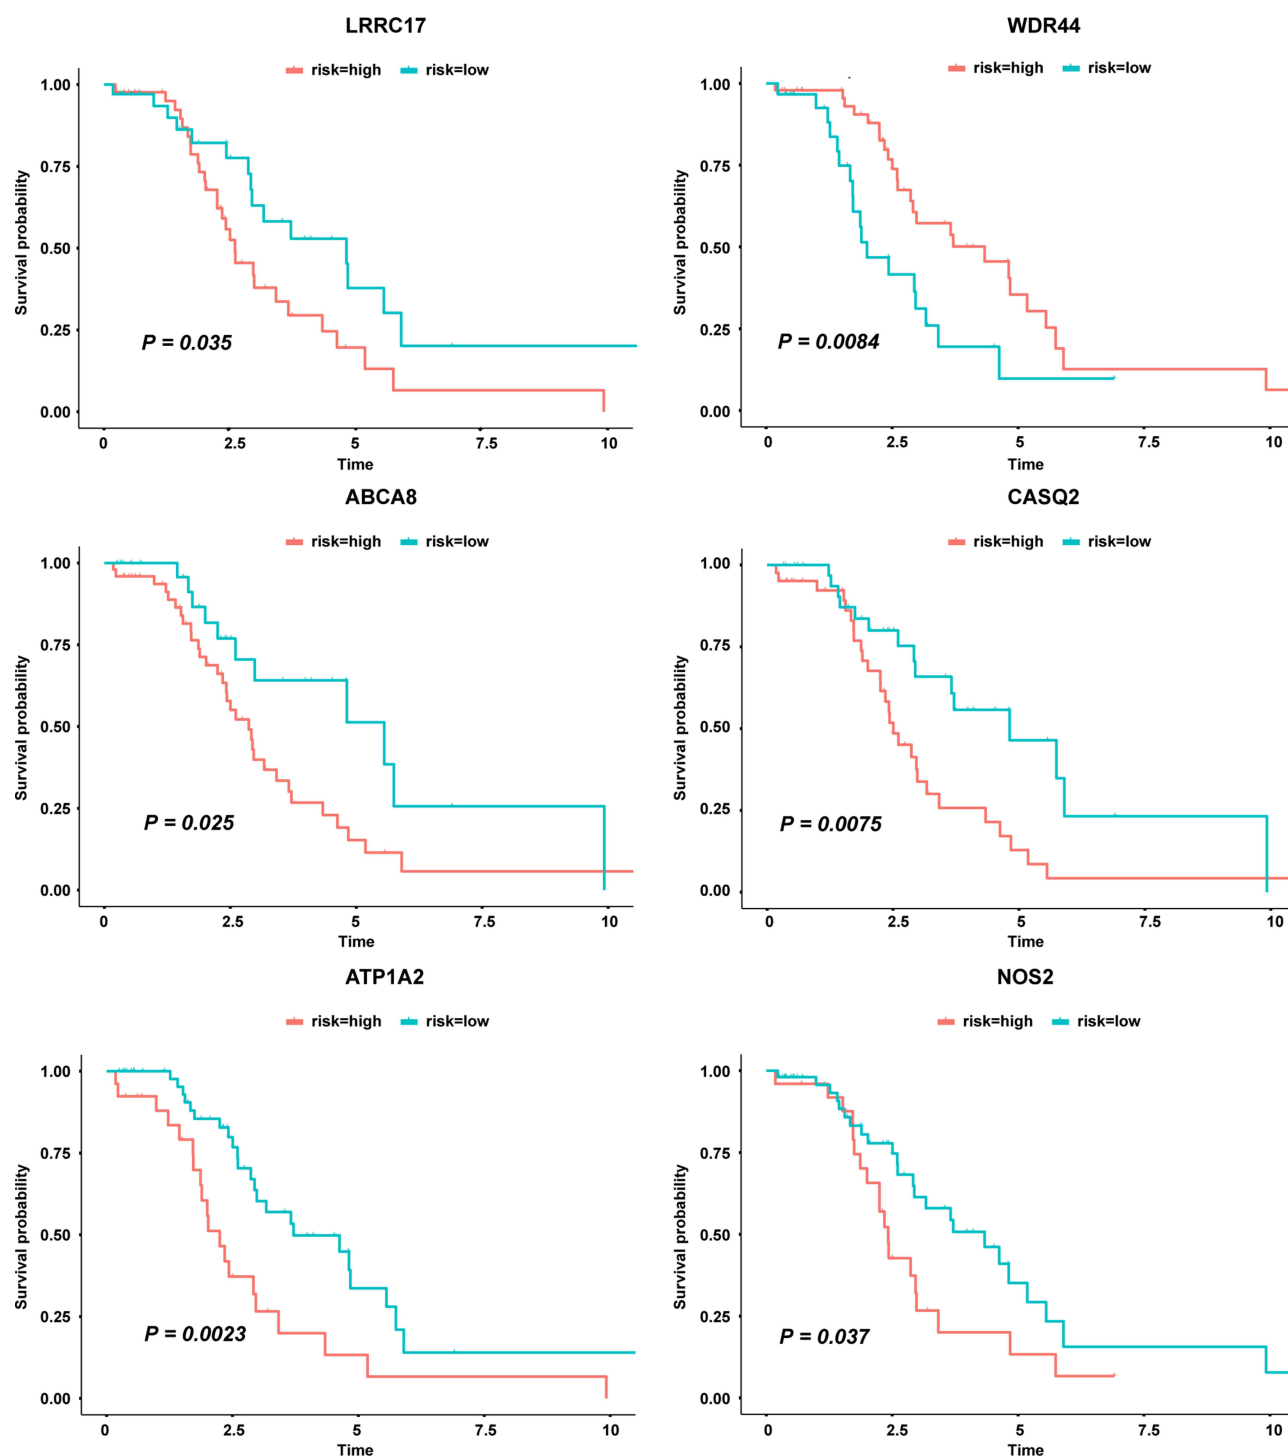 LRRC17
risk=high risk=low
Survival probability
1.00
0.75
0.50
0.25
0.00
P = 0.035
0 2.5 5 7.5 10
Time
WDR44
risk=high risk=low
Survival probability
1.00
0.75
0.50
0.25
0.00
P = 0.0084
0 2.5 5 7.5 10
Time
ABCA8
risk=high risk=low
Survival probability
1.00
0.75
0.50
0.25
0.00
P = 0.025
0 2.5 5 7.5 10
Time
CASQ2
risk=high risk=low
Survival probability
1.00
0.75
0.50
0.25
0.00
P = 0.0075
0 2.5 5 7.5 10
Time
ATP1A2
risk=high risk=low
Survival probability
1.00
0.75
0.50
0.25
0.00
P = 0.0023
0 2.5 5 7.5 10
Time
NOS2
risk=high risk=low
Survival probability
1.00
0.75
0.50
0.25
0.00
P = 0.037
0 2.5 5 7.5 10
Time